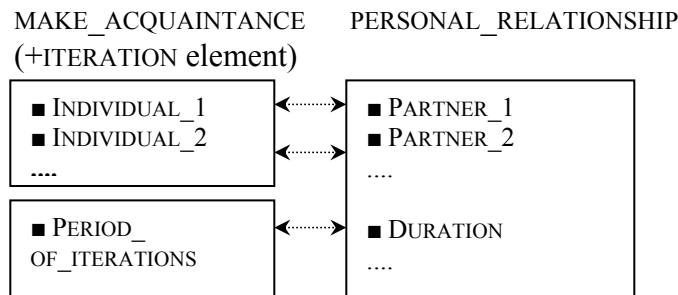 MAKE_ACQUAINTANCE PERSONAL_RELATIONSHIP
(+ITERATION element)
■ INDIVIDUAL_1 ■ PARTNER_1
■ INDIVIDUAL_2 ■ PARTNER_2
.... ....
■ PERIOD_ ■ DURATION
OF_ITERATIONS ....